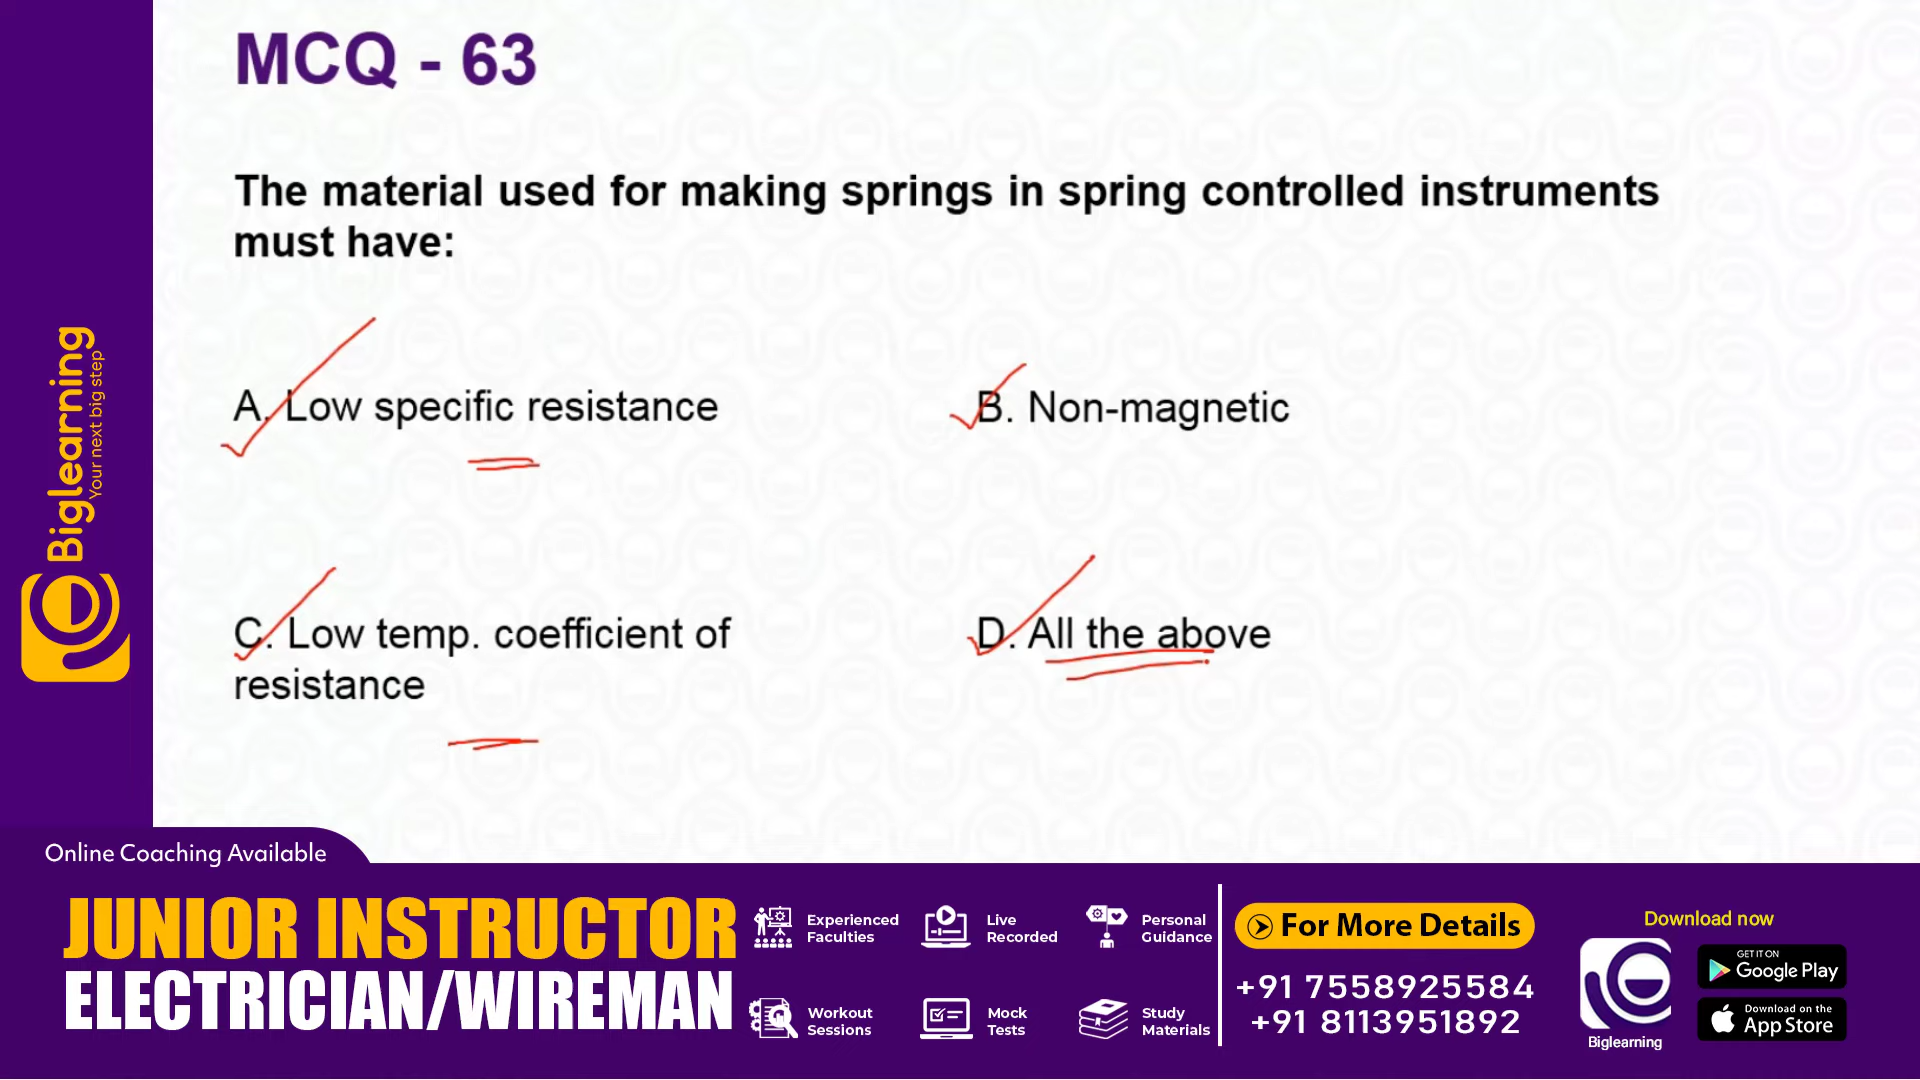 MCQ - 63
The material used for making springs in spring controlled instruments
must have:
A. Low specific resistance
B. Non-magnetic
C. Low temp. coefficient of
resistance
D. All the above
Biglearning
Your next big step
Online Coaching Available
JUNIOR INSTRUCTOR
ELECTRICIAN/WIREMAN
Experienced
Faculties
Live
Recorded
Personal
Guidance
Workout
Sessions
Mock
Tests
Study
Materials
For More Details
+91 7558925584
+91 8113951892
Download now
Biglearning
GET IT ON
Google Play
Download on the
App Store